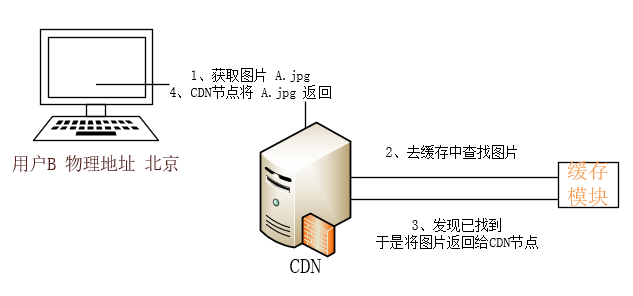 1、获取图片 A.jpg
4、CDN节点将 A.jpg 返回
用户B 物理地址 北京
2、去缓存中查找图片
缓存
模块
3、发现已找到
于是将图片返回给CDN节点
CDN